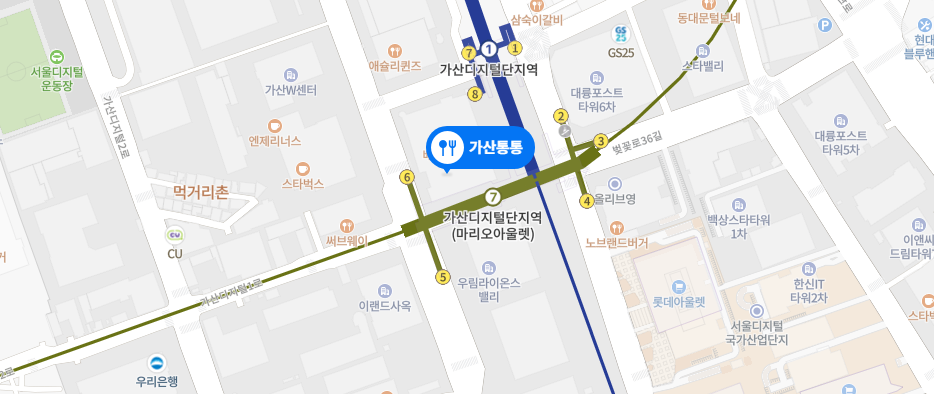 삼숙이갈비
동대문털보네
GS25
GS25
현대
블루핸
서울디지털
운동장
애슐리퀸즈
7
1
1
가산디지털단지역
스타밸리
가산W센터
8
대륭포스트
타워6차
가산디지털2로
엔제리너스
2
3
벚꽃로36길
대륭포스트
타워5차
가산통통
스타벅스
6
먹거리촌
7
4
올리브영
가산디지털단지역
(마리오아울렛)
백상스타타워
1차
CU
CU
써브웨이
노브랜드버거
이앤씨
드림타워
5
우림라이온스
밸리
한신IT
타워2차
가산디지털1로
이랜드사옥
롯데아울렛
스타벅
서울디지털
국가산업단지
우리은행